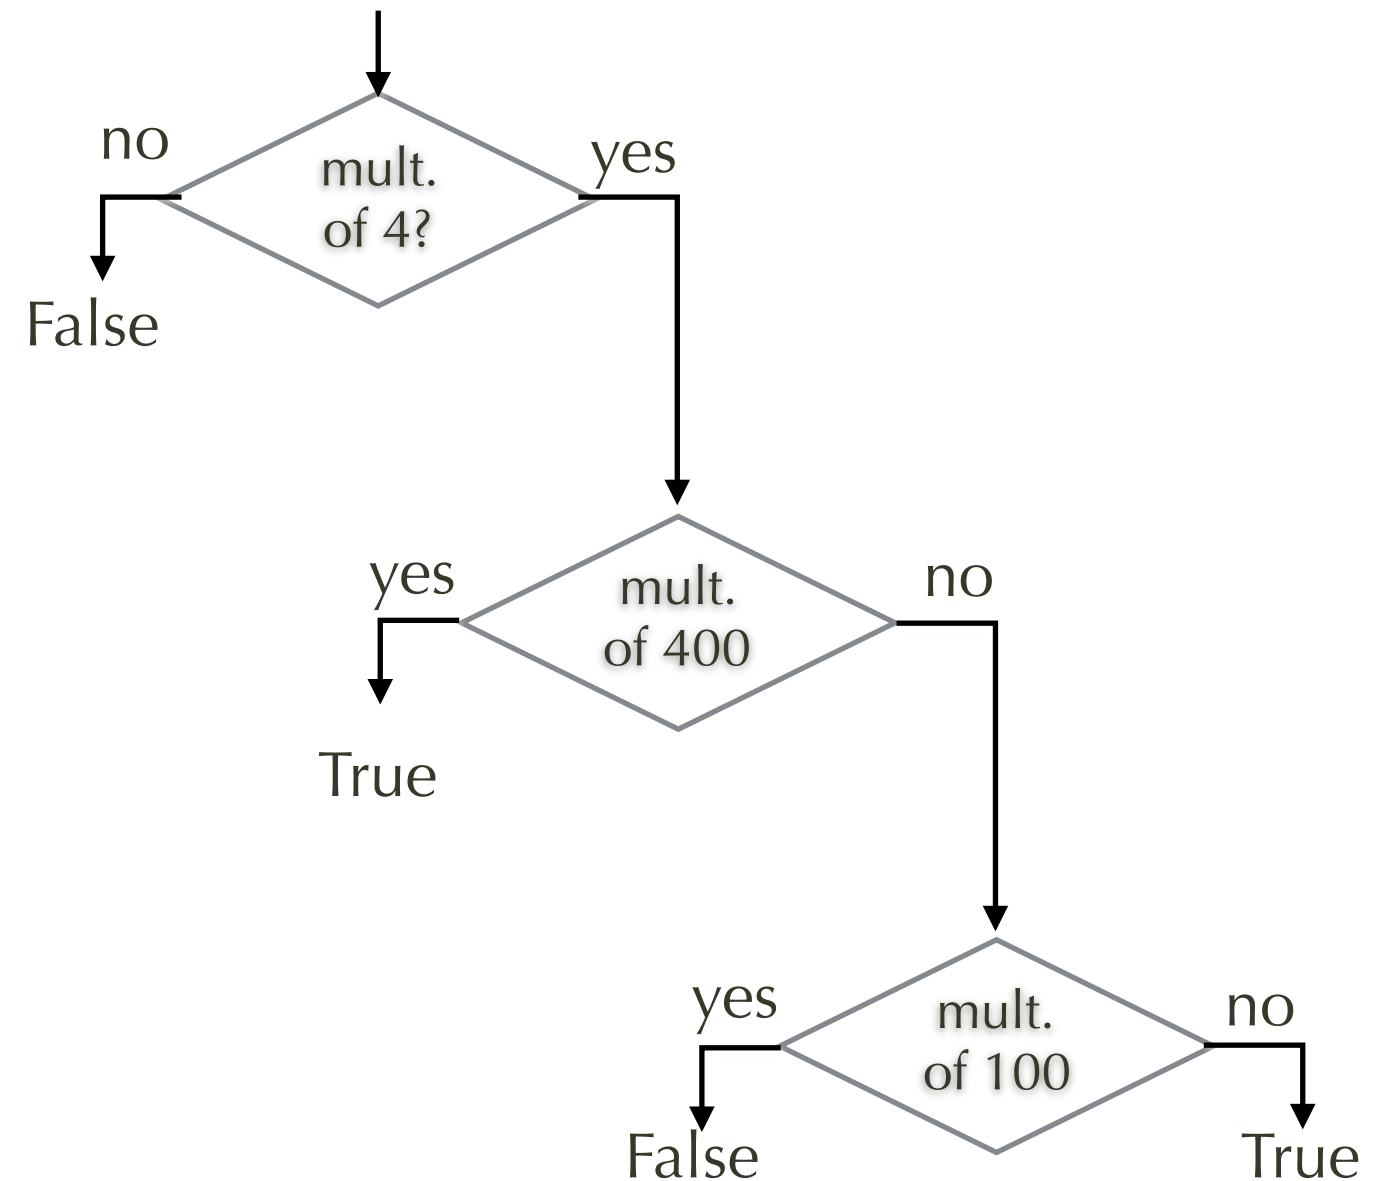 no
mult.
of 4?
yes
False
yes
mult.
of 400
no
True
yes
mult.
of 100
no
False
True